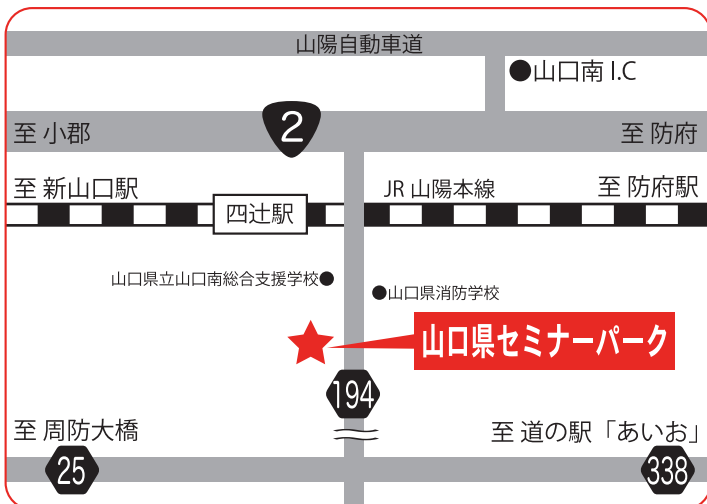 山陽自動車道
●山口南 I.C
至 小郡
2
至 防府
至 新山口駅
JR 山陽本線
至 防府駅
四辻駅
山口県立山口南総合支援学校●
●山口県消防学校
山口県セミナーパーク
194
至 周防大橋
至 道の駅「あいお」
25
338